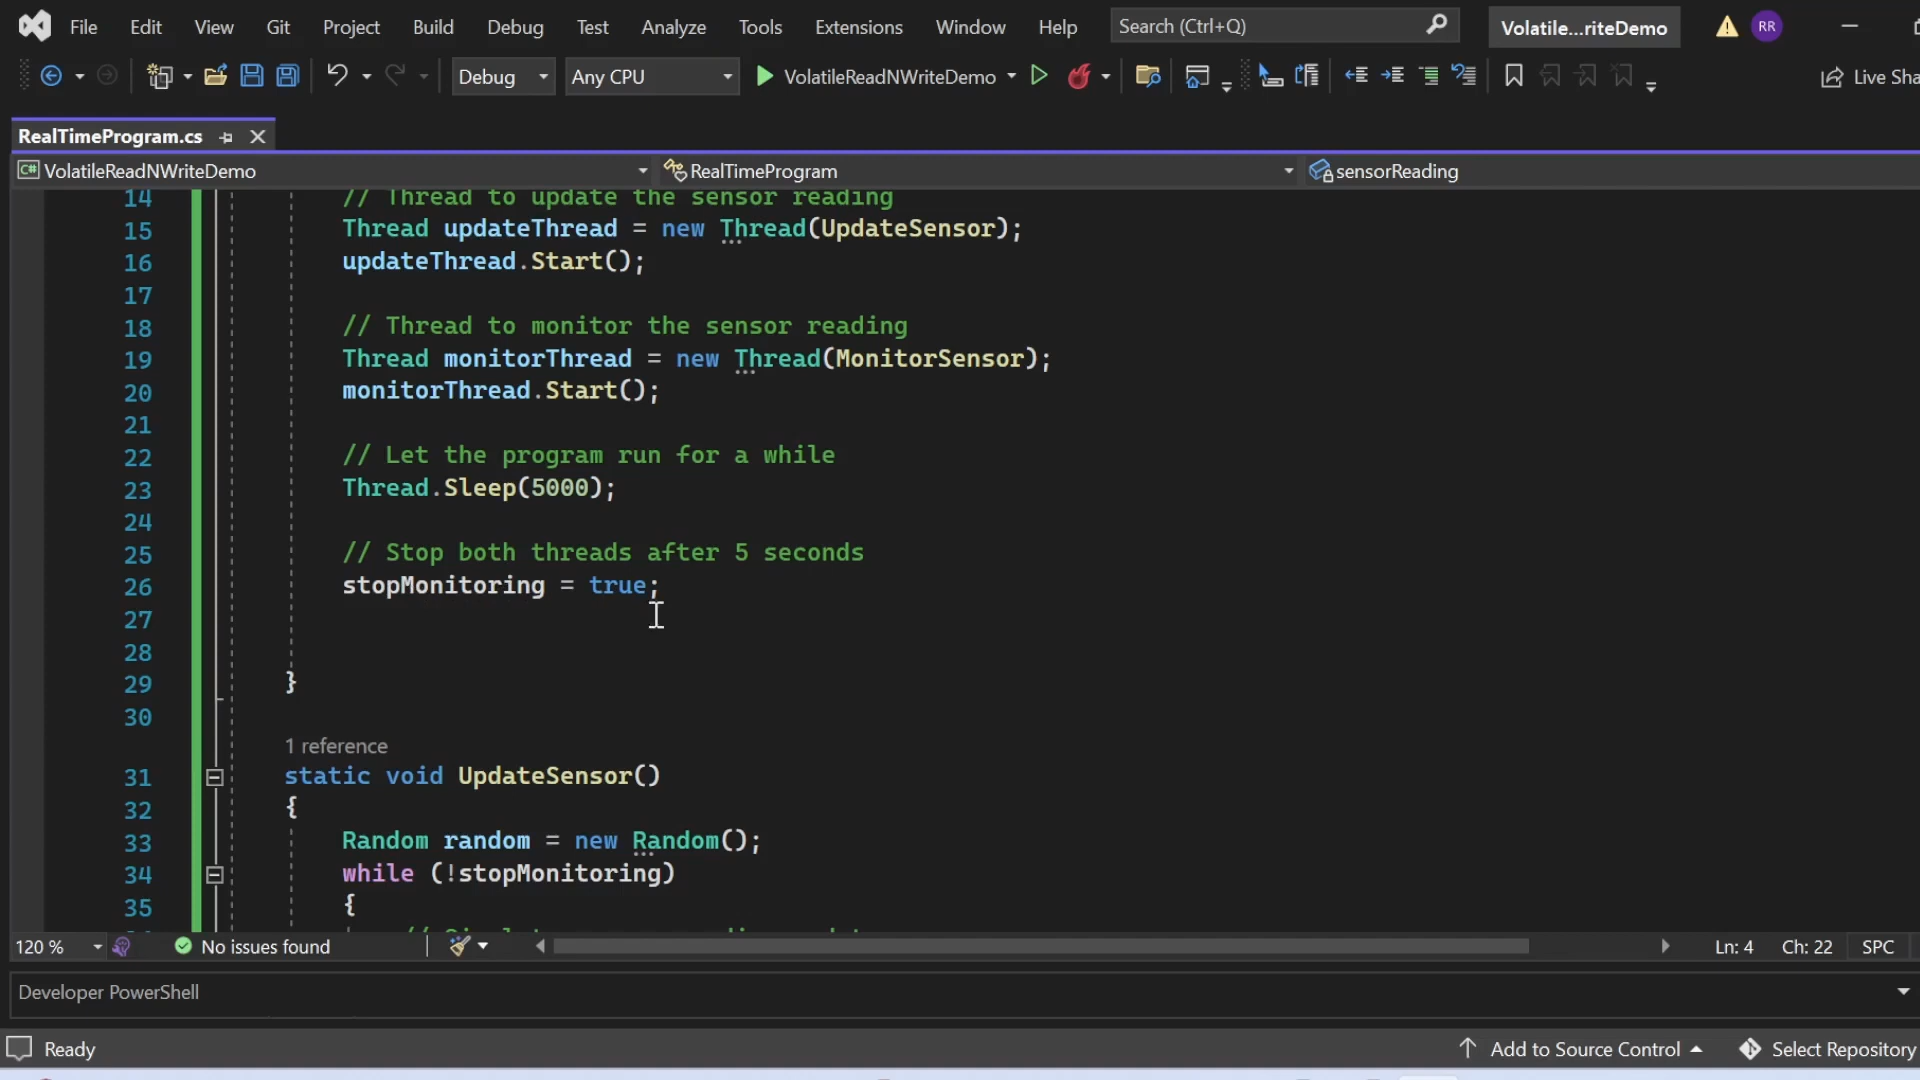 File Edit View Git Project Build Debug Test Analyze Tools Extensions Window Help Search (Ctrl+Q) Volatile...riteDemo RR
Debug Any CPU VolatileReadNWriteDemo Live Sha
RealTimeProgram.cs
C# VolatileReadNWriteDemo RealTimeProgram sensorReading
14 // Thread to update the sensor reading
15 Thread updateThread = new Thread(UpdateSensor);
16 updateThread.Start();
17
18 // Thread to monitor the sensor reading
19 Thread monitorThread = new Thread(MonitorSensor);
20 monitorThread.Start();
21
22 // Let the program run for a while
23 Thread.Sleep(5000);
24
25 // Stop both threads after 5 seconds
26 stopMonitoring = true;
27
28
29 }
30
1 reference
31 static void UpdateSensor()
32 {
33 Random random = new Random();
34 while (!stopMonitoring)
35 {
120 % No issues found Ln: 4 Ch: 22 SPC
Developer PowerShell
Ready Add to Source Control Select Repository